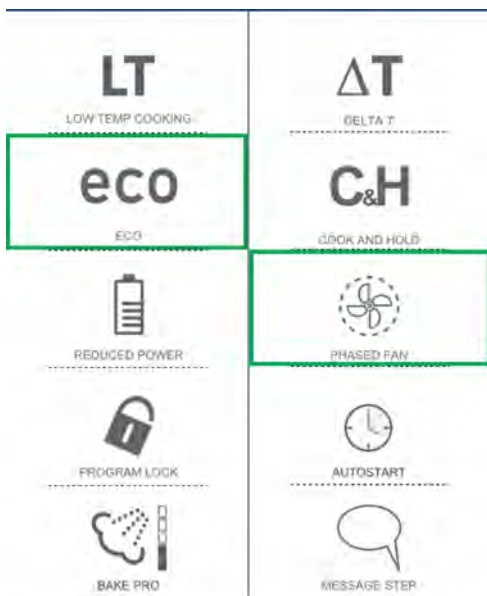 LT
ΔT
LOW TEMP COOKING
DELTA T
eco
C&H
ECO
COOK AND HOLD
REDUCED POWER
PHASED FAN
PROGRAM LOCK
AUTOSTART
BAKE PRO
MESSAGE STEP